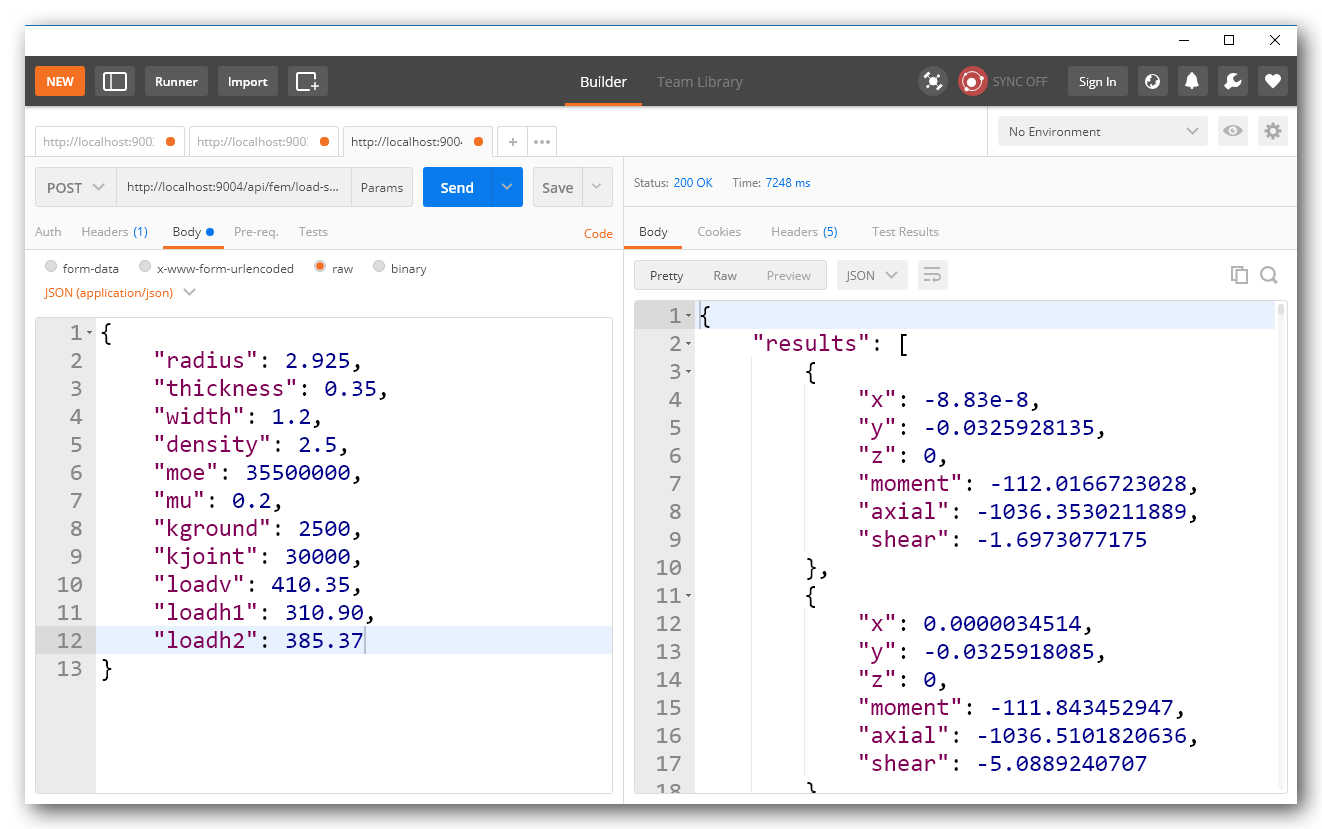 NEW Runner Import Builder Team Library SYNC OFF Sign In
http://localhost:900 http://localhost:900 http://localhost:900 + ••• No Environment
POST http://localhost:9004/api/fem/load-s... Params Send Save
Status: 200 OK Time: 7248 ms
Auth Headers (1) Body Pre-req. Tests Code
Body Cookies Headers (5) Test Results
form-data x-www-form-urlencoded raw binary
JSON (application/json)
Pretty Raw Preview JSON
1 {
2 "radius": 2.925,
3 "thickness": 0.35,
4 "width": 1.2,
5 "density": 2.5,
6 "moe": 35500000,
7 "mu": 0.2,
8 "kground": 2500,
9 "kjoint": 30000,
10 "loadv": 410.35,
11 "loadh1": 310.90,
12 "loadh2": 385.37
13 }
1 {
2 "results": [
3 {
4 "x": -8.83e-8,
5 "y": -0.0325928135,
6 "z": 0,
7 "moment": -112.0166723028,
8 "axial": -1036.3530211889,
9 "shear": -1.6973077175
10 },
11 {
12 "x": 0.0000034514,
13 "y": -0.0325918085,
14 "z": 0,
15 "moment": -111.843452947,
16 "axial": -1036.5101820636,
17 "shear": -5.0889240707
18 }